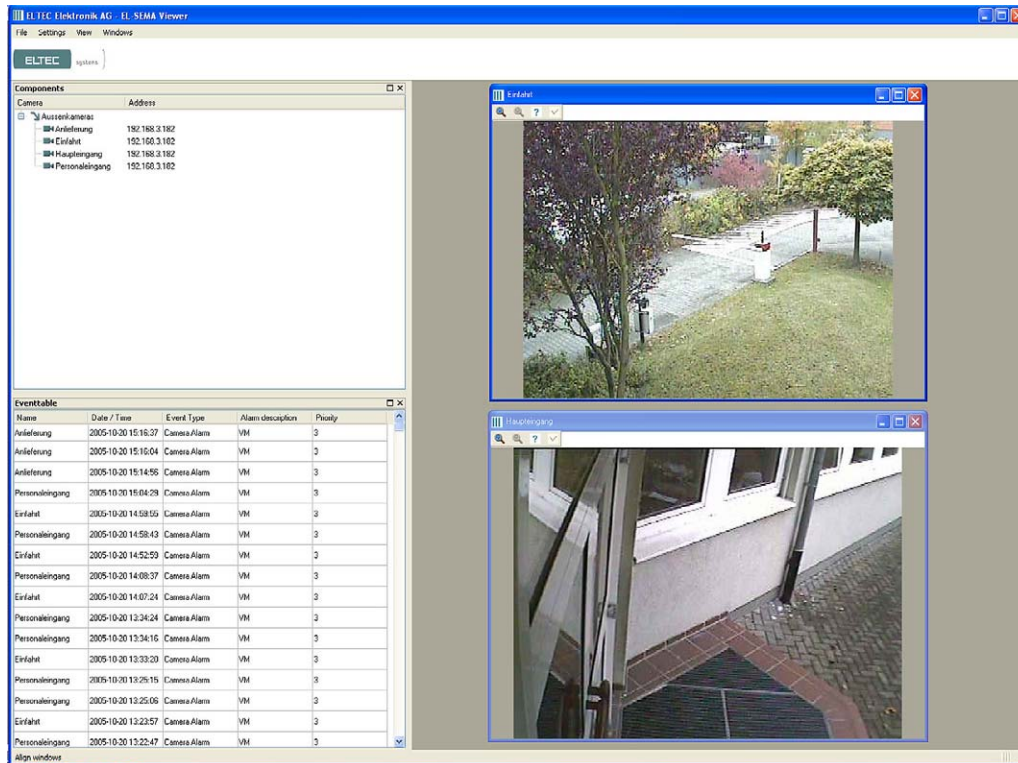 ELTEC Elektronik AG - EL-SEMA Viewer
File Settings View Windows
ELTEC systems
Components
Camera Address
Aussenkameras
Anlieferung 192.168.3.182
Einfahrt 192.168.3.182
Haupteingang 192.168.3.182
Personaleingang 192.168.3.182
Eventtable
Name Date / Time Event Type Alarm description Priority
Anlieferung 2005-10-20 15:16:37 Camera Alarm VM 3
Anlieferung 2005-10-20 15:16:04 Camera Alarm VM 3
Anlieferung 2005-10-20 15:14:56 Camera Alarm VM 3
Personaleingang 2005-10-20 15:04:29 Camera Alarm VM 3
Einfahrt 2005-10-20 14:59:55 Camera Alarm VM 3
Personaleingang 2005-10-20 14:58:43 Camera Alarm VM 3
Einfahrt 2005-10-20 14:52:59 Camera Alarm VM 3
Personaleingang 2005-10-20 14:08:37 Camera Alarm VM 3
Einfahrt 2005-10-20 14:07:24 Camera Alarm VM 3
Personaleingang 2005-10-20 13:34:24 Camera Alarm VM 3
Personaleingang 2005-10-20 13:34:16 Camera Alarm VM 3
Einfahrt 2005-10-20 13:33:20 Camera Alarm VM 3
Personaleingang 2005-10-20 13:25:15 Camera Alarm VM 3
Personaleingang 2005-10-20 13:25:06 Camera Alarm VM 3
Einfahrt 2005-10-20 13:23:57 Camera Alarm VM 3
Personaleingang 2005-10-20 13:22:47 Camera Alarm VM 3
Align windows
Einfahrt
Haupteingang